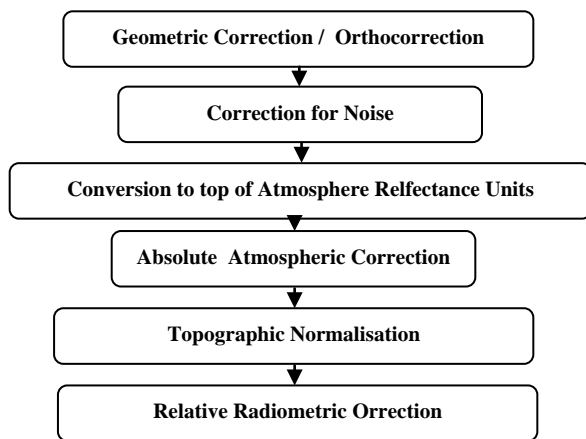 Geometric Correction / Orthocorrection
Correction for Noise
Conversion to top of Atmosphere Relfectance Units
Absolute Atmospheric Correction
Topographic Normalisation
Relative Radiometric Orrection